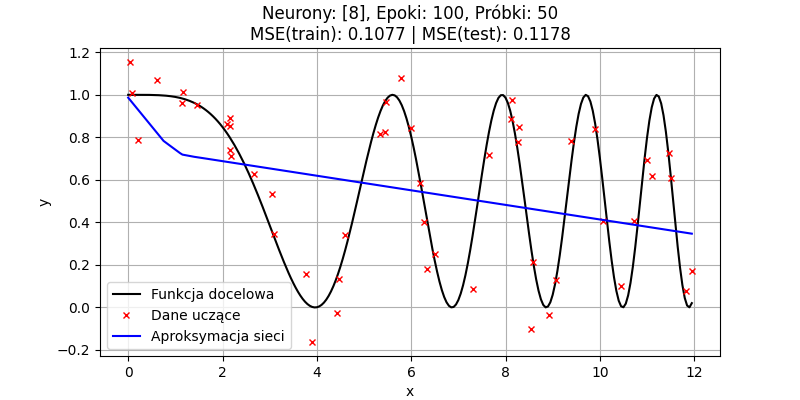 Neurony: [8], Epoki: 100, Próbki: 50
MSE(train): 0.1077 | MSE(test): 0.1178
1.2
1.0
0.8
0.6
0.4
0.2
0.0
−0.2
y
Funkcja docelowa
Dane uczące
Aproksymacja sieci
0 2 4 6 8 10 12
x